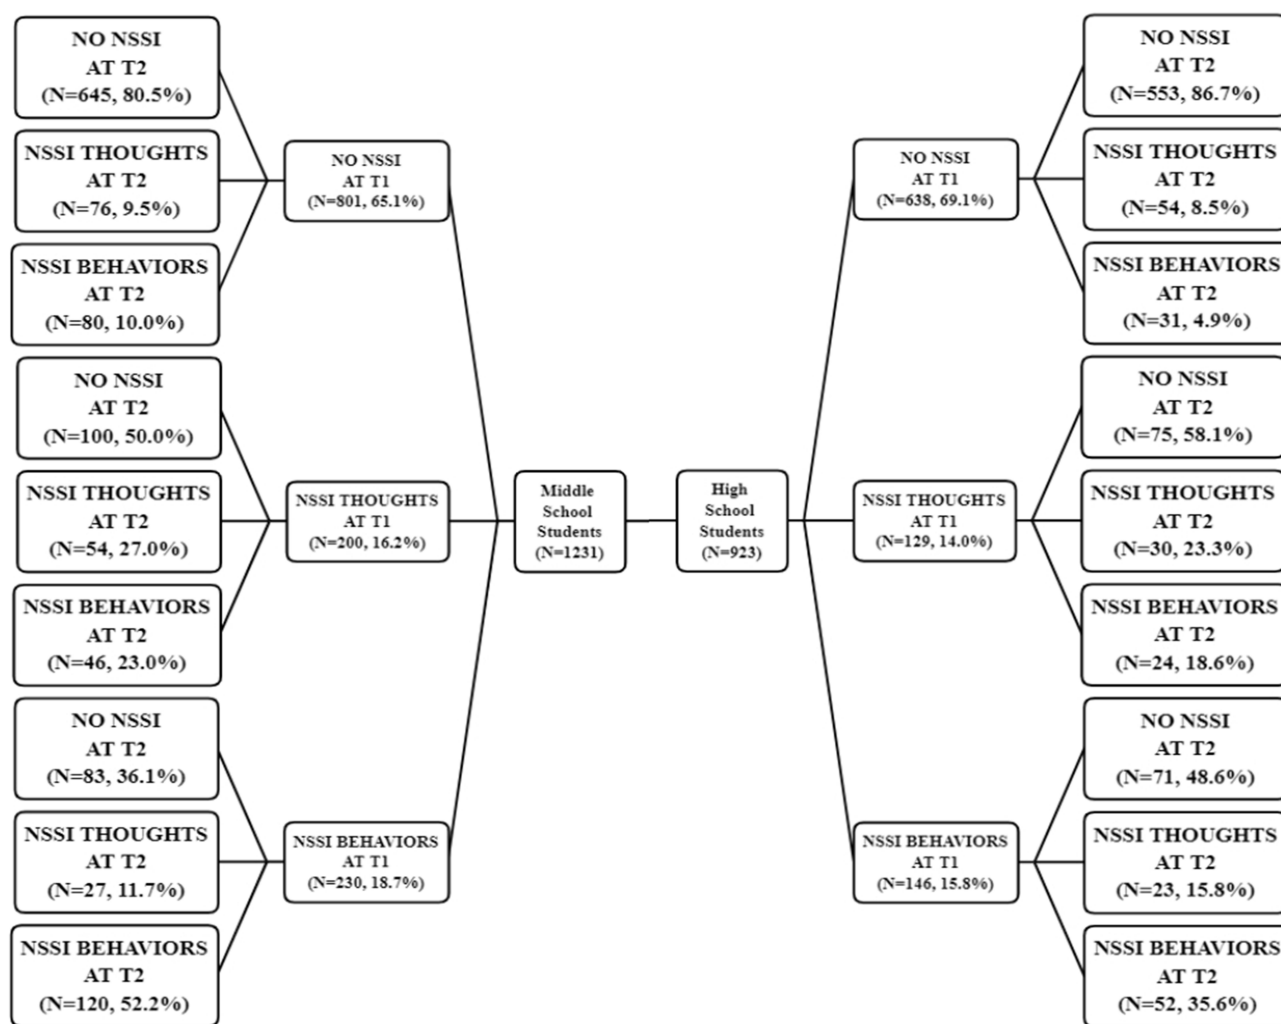 NO NSSI
AT T2
(N=645, 80.5%)
NSSI THOUGHTS
AT T2
(N=76, 9.5%)
NSSI BEHAVIORS
AT T2
(N=80, 10.0%)
NO NSSI
AT T2
(N=100, 50.0%)
NSSI THOUGHTS
AT T2
(N=54, 27.0%)
NSSI BEHAVIORS
AT T2
(N=46, 23.0%)
NO NSSI
AT T2
(N=83, 36.1%)
NSSI THOUGHTS
AT T2
(N=27, 11.7%)
NSSI BEHAVIORS
AT T2
(N=120, 52.2%)
NO NSSI
AT T1
(N=801, 65.1%)
NSSI THOUGHTS
AT T1
(N=200, 16.2%)
NSSI BEHAVIORS
AT T1
(N=230, 18.7%)
Middle
School
Students
(N=1231)
High
School
Students
(N=923)
NO NSSI
AT T1
(N=638, 69.1%)
NSSI THOUGHTS
AT T1
(N=129, 14.0%)
NSSI BEHAVIORS
AT T1
(N=146, 15.8%)
NO NSSI
AT T2
(N=553, 86.7%)
NSSI THOUGHTS
AT T2
(N=54, 8.5%)
NSSI BEHAVIORS
AT T2
(N=31, 4.9%)
NO NSSI
AT T2
(N=75, 58.1%)
NSSI THOUGHTS
AT T2
(N=30, 23.3%)
NSSI BEHAVIORS
AT T2
(N=24, 18.6%)
NO NSSI
AT T2
(N=71, 48.6%)
NSSI THOUGHTS
AT T2
(N=23, 15.8%)
NSSI BEHAVIORS
AT T2
(N=52, 35.6%)